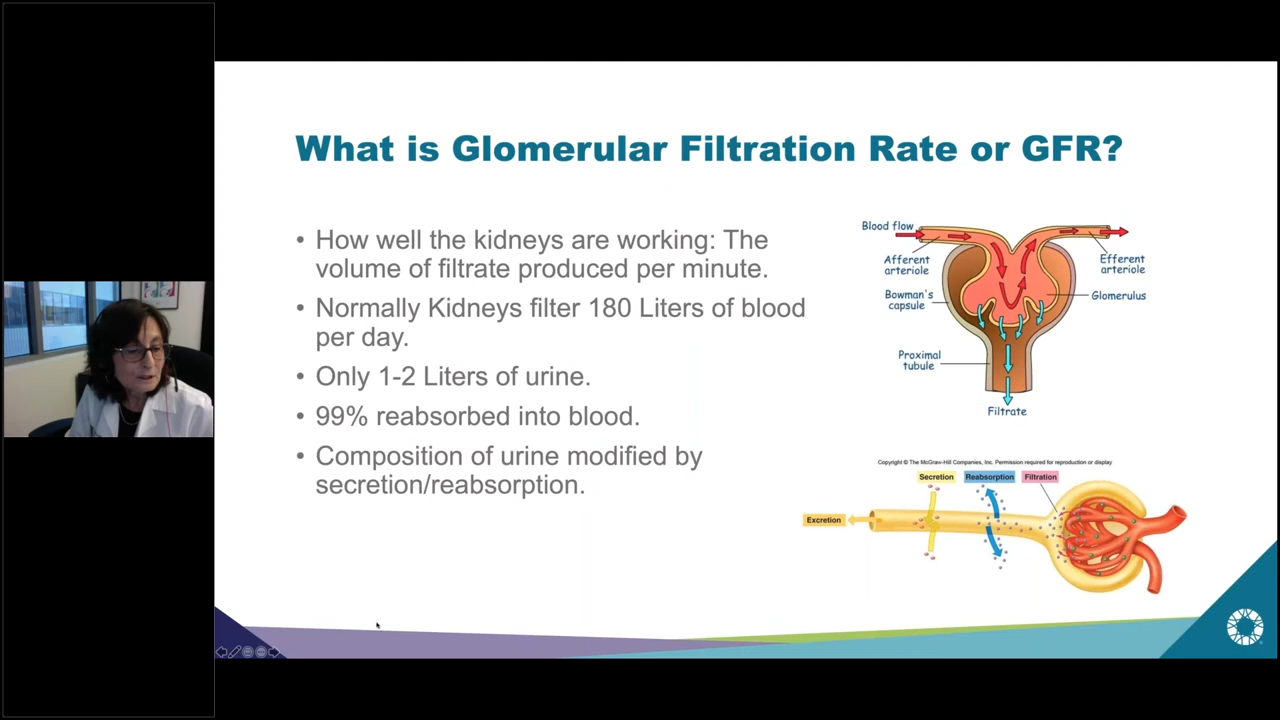 What is Glomerular Filtration Rate or GFR?
• How well the kidneys are working: The
volume of filtrate produced per minute.
• Normally Kidneys filter 180 Liters of blood
per day.
• Only 1-2 Liters of urine.
• 99% reabsorbed into blood.
• Composition of urine modified by
secretion/reabsorption.
Blood flow
Afferent
arteriole
Efferent
arteriole
Bowman's
capsule
Glomerulus
Proximal
tubule
Filtrate
Copyright © The McGraw-Hill Companies, Inc. Permission required for reproduction or display
Secretion
Reabsorption
Filtration
Excretion